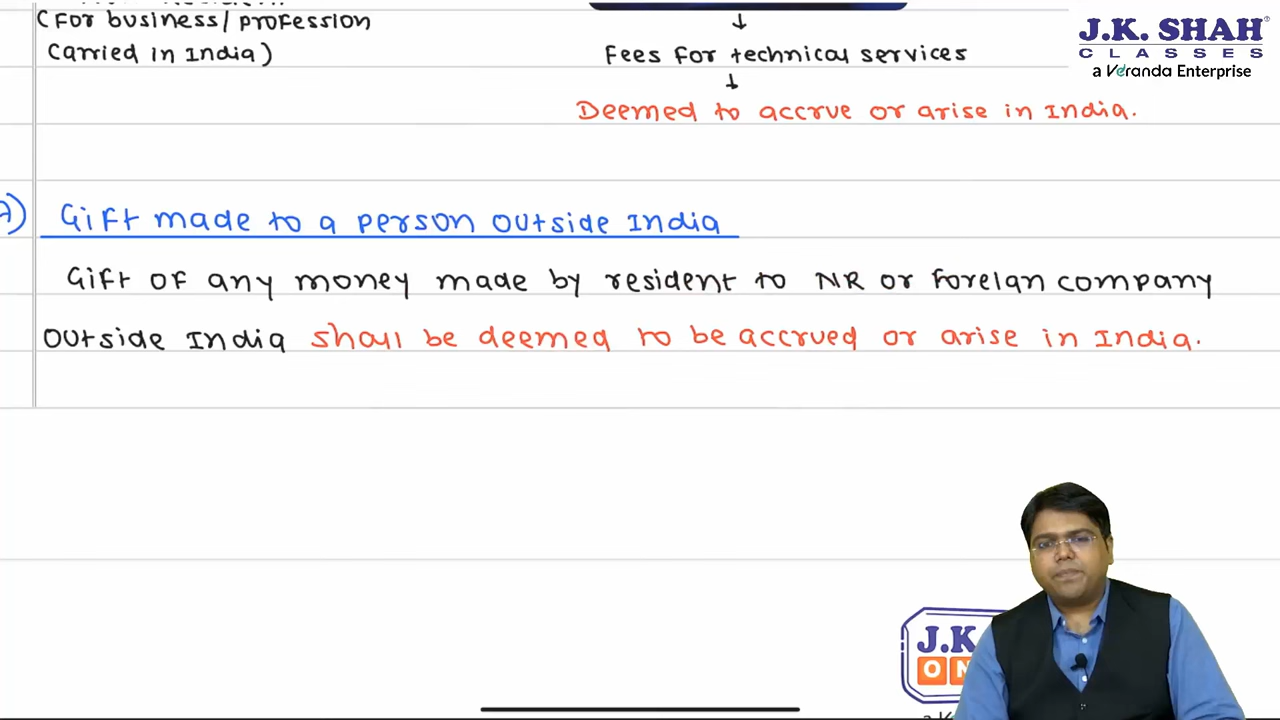 (For business/profession
carried in India)
Fees for technical services
Deemed to accrue or arise in India.
J.K. SHAH
CLASSES
a Veranda Enterprise
Gift made to a person outside India
Gift of any money made by resident to NR or Forelan company
outside India shall be deemed to be accrued or arise in India.
J.K